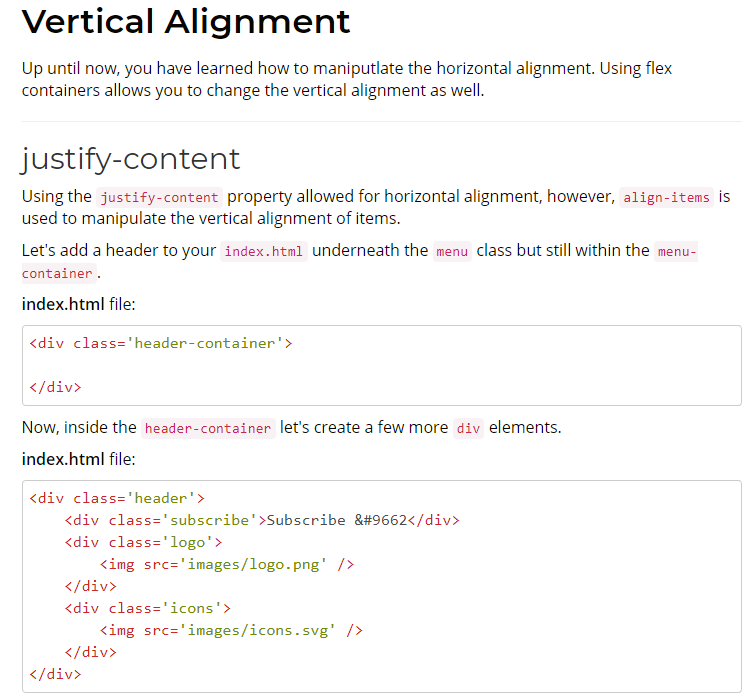 Vertical Alignment
Up until now, you have learned how to maniputlate the horizontal alignment. Using flex
containers allows you to change the vertical alignment as well.
justify-content
Using the justify-content property allowed for horizontal alignment, however, align-items is
used to manipulate the vertical alignment of items.
Let's add a header to your index.html underneath the menu class but still within the menu-
container.
index.html file:
<div class='header-container'>
</div>
Now, inside the header-container let's create a few more div elements.
index.html file:
<div class='header'>
    <div class='subscribe'>Subscribe &#9662</div>
    <div class='logo'>
        <img src='images/logo.png' />
    </div>
    <div class='icons'>
        <img src='images/icons.svg' />
    </div>
</div>